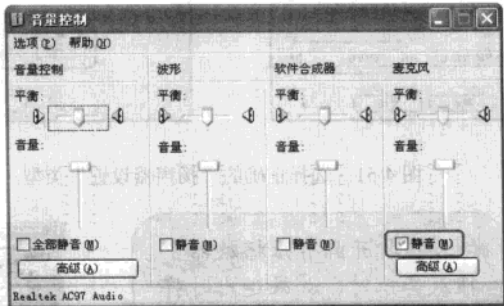 音量控制
选项(P) 帮助(H)
音量控制 波形 软件合成器 麦克风
平衡: 平衡: 平衡: 平衡:
音量: 音量: 音量: 音量:
全部静音(M) 静音(M) 静音(M) 静音(M)
高级(A) 高级(A)
Realtek AC97 Audio